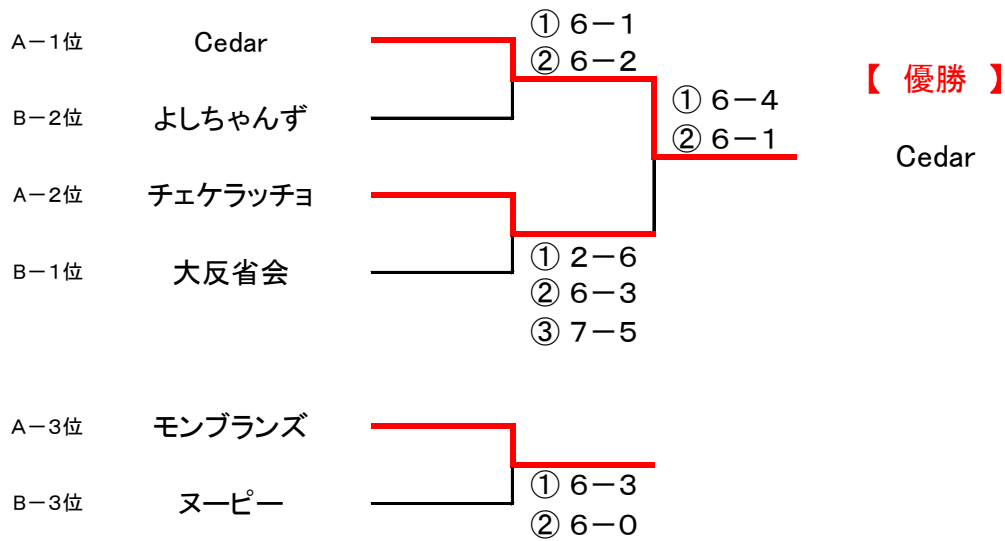 A－1位 Cedar ① 6－1
② 6－2
【 優勝 】
① 6－4
B－2位 よしちゃんず ② 6－1
Cedar
A－2位 チェケラッチョ
B－1位 大反省会 ① 2－6
② 6－3
③ 7－5
A－3位 モンブランズ
① 6－3
B－3位 ヌーピー
② 6－0